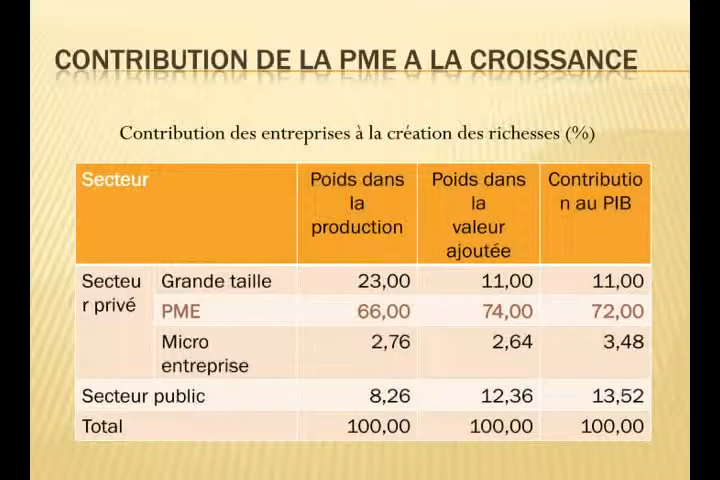 CONTRIBUTION DE LA PME A LA CROISSANCE
Contribution des entreprises à la création des richesses (%)
Secteur Poids dans la production Poids dans la valeur ajoutée Contributio n au PIB
Secteu r privé Grande taille 23,00 11,00 11,00
PME 66,00 74,00 72,00
Micro entreprise 2,76 2,64 3,48
Secteur public 8,26 12,36 13,52
Total 100,00 100,00 100,00